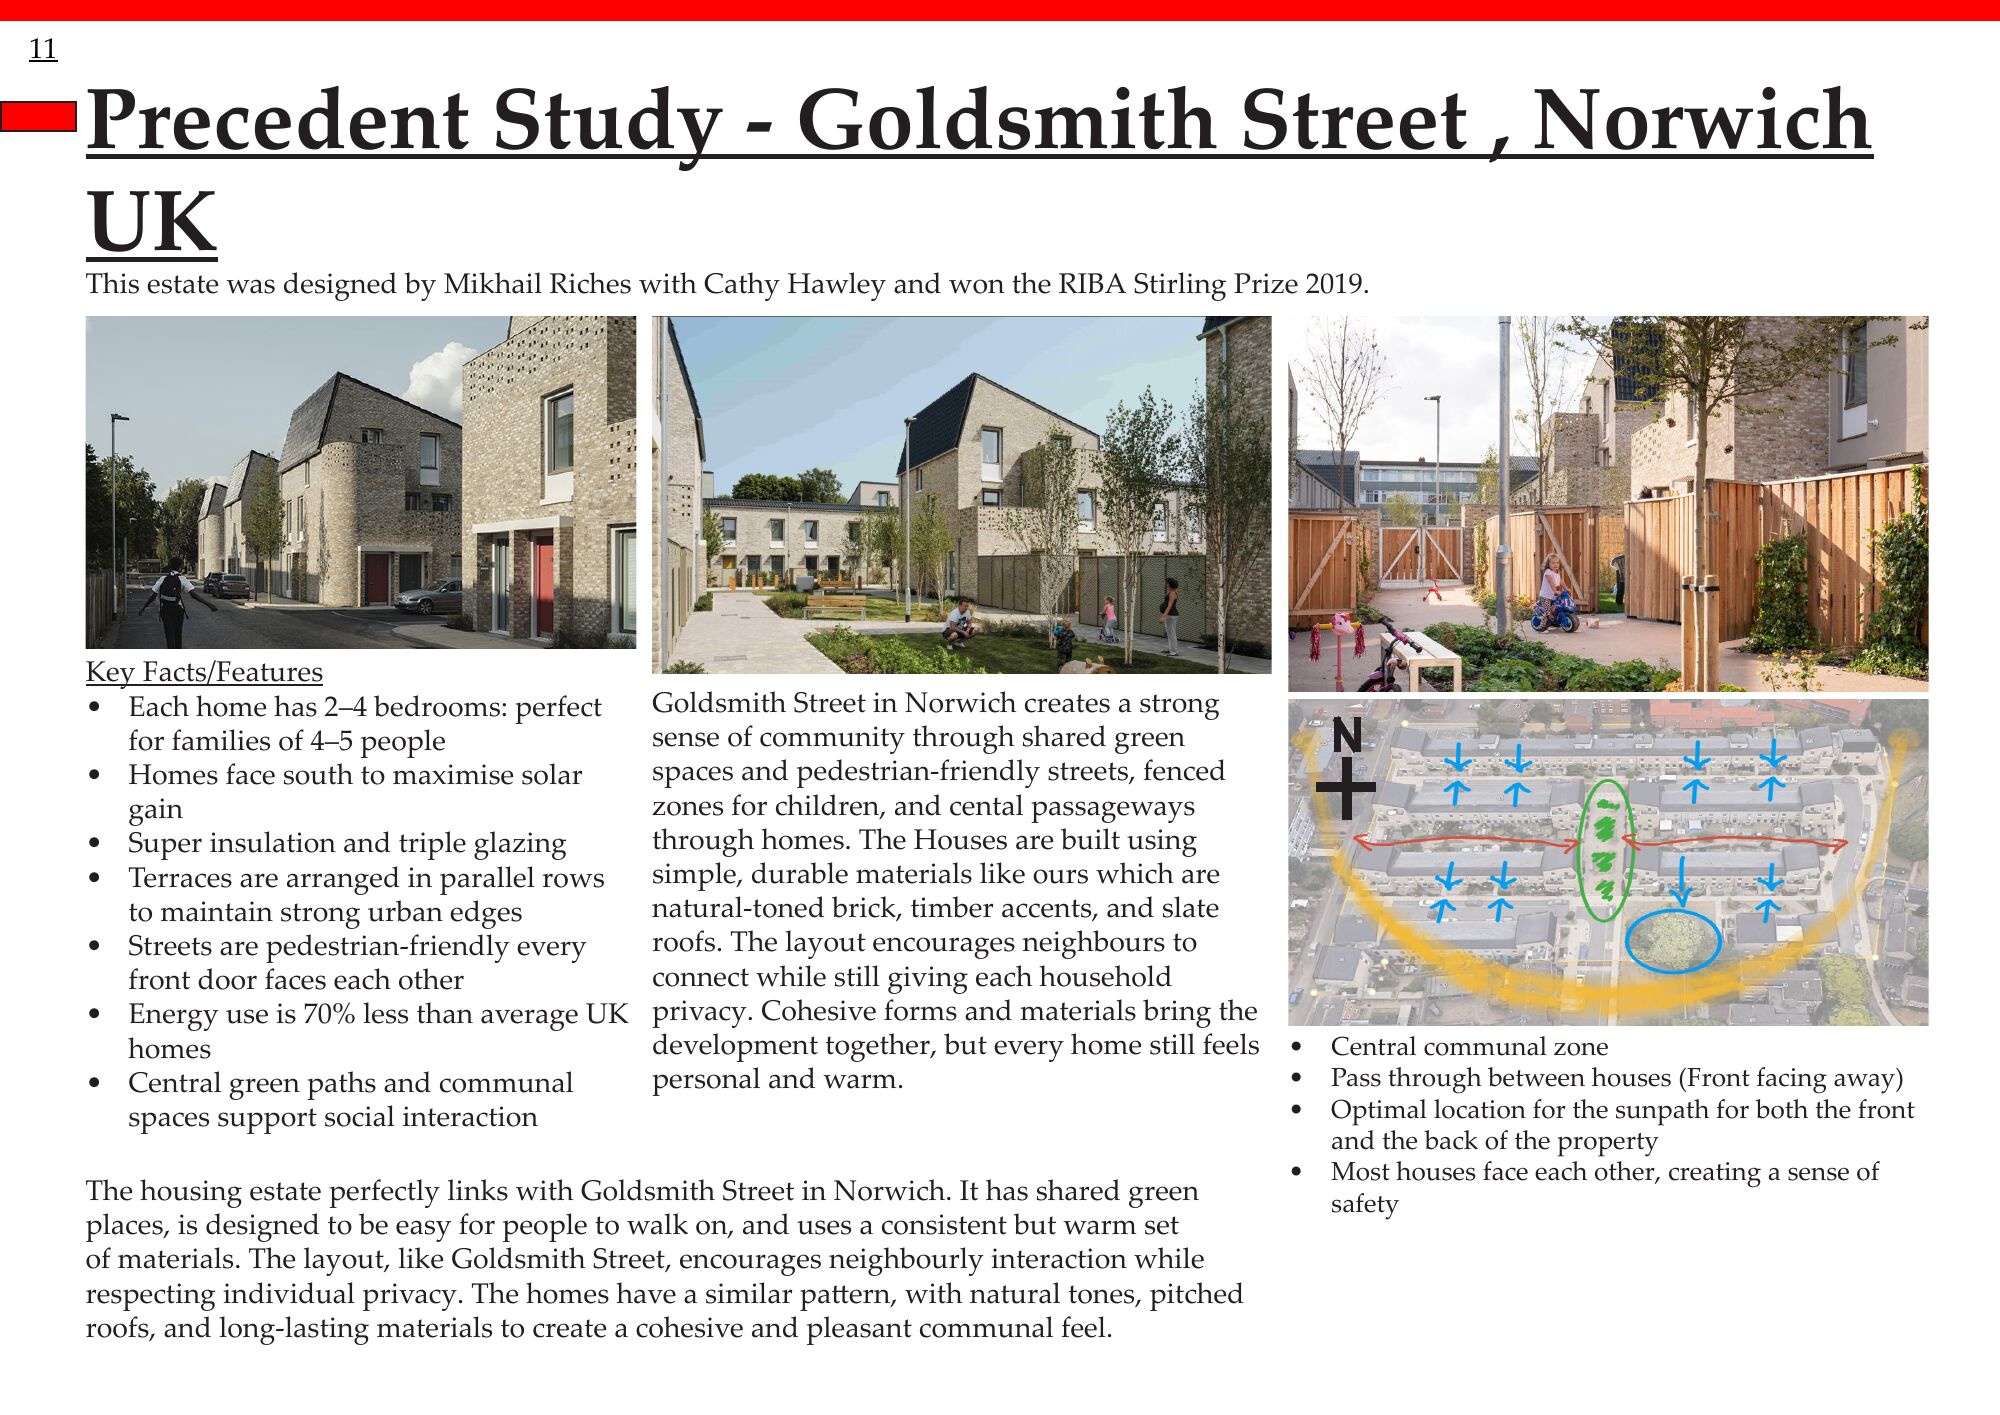 11
Precedent Study - Goldsmith Street , Norwich
UK
This estate was designed by Mikhail Riches with Cathy Hawley and won the RIBA Stirling Prize 2019.
Key Facts/Features
• Each home has 2–4 bedrooms: perfect
for families of 4–5 people
• Homes face south to maximise solar
gain
• Super insulation and triple glazing
• Terraces are arranged in parallel rows
to maintain strong urban edges
• Streets are pedestrian-friendly every
front door faces each other
• Energy use is 70% less than average UK
homes
• Central green paths and communal
spaces support social interaction
Goldsmith Street in Norwich creates a strong
sense of community through shared green
spaces and pedestrian-friendly streets, fenced
zones for children, and cental passageways
through homes. The Houses are built using
simple, durable materials like ours which are
natural-toned brick, timber accents, and slate
roofs. The layout encourages neighbours to
connect while still giving each household
privacy. Cohesive forms and materials bring the
development together, but every home still feels
personal and warm.
N
• Central communal zone
• Pass through between houses (Front facing away)
• Optimal location for the sunpath for both the front
and the back of the property
• Most houses face each other, creating a sense of
safety
The housing estate perfectly links with Goldsmith Street in Norwich. It has shared green
places, is designed to be easy for people to walk on, and uses a consistent but warm set
of materials. The layout, like Goldsmith Street, encourages neighbourly interaction while
respecting individual privacy. The homes have a similar pattern, with natural tones, pitched
roofs, and long-lasting materials to create a cohesive and pleasant communal feel.